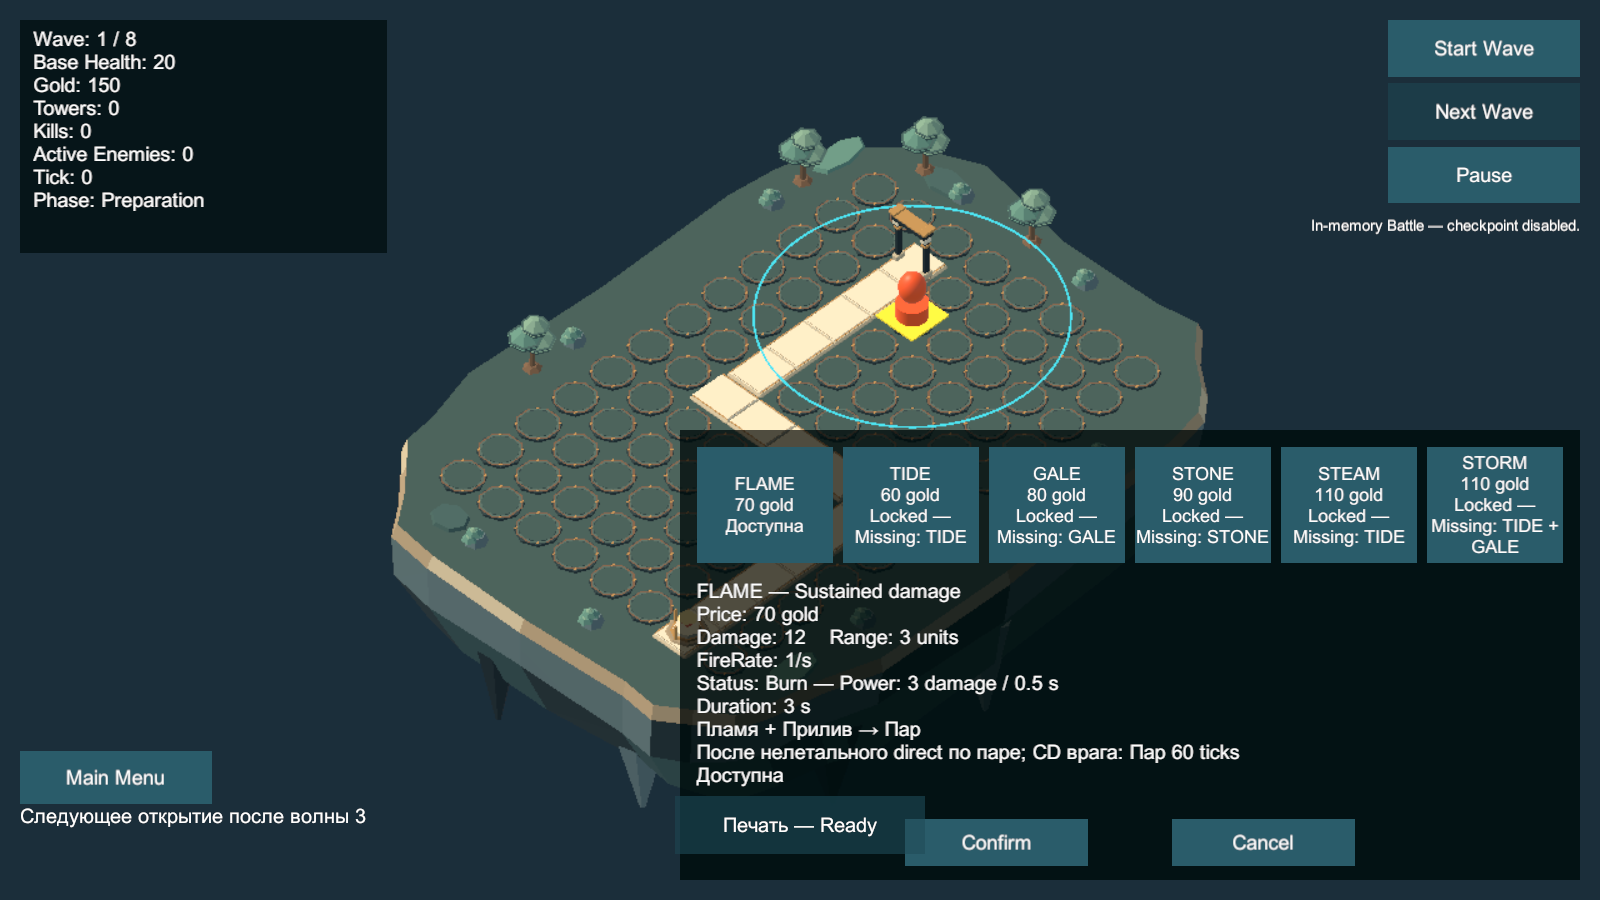 Wave: 1 / 8
Base Health: 20
Gold: 150
Towers: 0
Kills: 0
Active Enemies: 0
Tick: 0
Phase: Preparation
Start Wave
Next Wave
Pause
In-memory Battle — checkpoint disabled.
FLAME
70 gold
Доступна
TIDE
60 gold
Locked —
Missing: TIDE
GALE
80 gold
Locked —
Missing: GALE
STONE
90 gold
Locked —
Missing: STONE
STEAM
110 gold
Locked —
Missing: TIDE
STORM
110 gold
Locked —
Missing: TIDE +
GALE
FLAME — Sustained damage
Price: 70 gold
Damage: 12 Range: 3 units
FireRate: 1/s
Status: Burn — Power: 3 damage / 0.5 s
Duration: 3 s
Пламя + Прилив → Пар
После нелетального direct по паре; CD врага: Пар 60 ticks
Доступна
Печать — Ready
Confirm
Cancel
Main Menu
Следующее открытие после волны 3